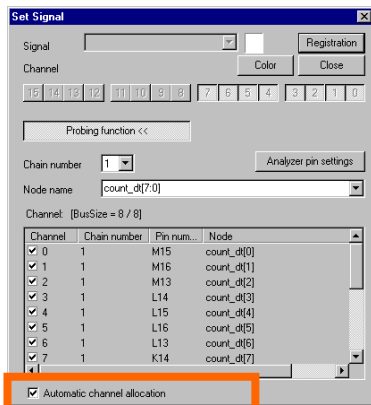 Set Signal
Signal
Registration
Channel
Color
Close
15 14 13 12 11 10 9 8 7 6 5 4 3 2 1 0
Probing function <<
Chain number 1 Analyzer pin settings
Node name count_dt[7:0]
Channel: [BusSize = 8 / 8]
Channel Chain number Pin num... Node
0 1 M15 count_dt[0]
1 1 M16 count_dt[1]
2 1 M13 count_dt[2]
3 1 L14 count_dt[3]
4 1 L15 count_dt[4]
5 1 L16 count_dt[5]
6 1 L13 count_dt[6]
7 1 K14 count_dt[7]
Automatic channel allocation